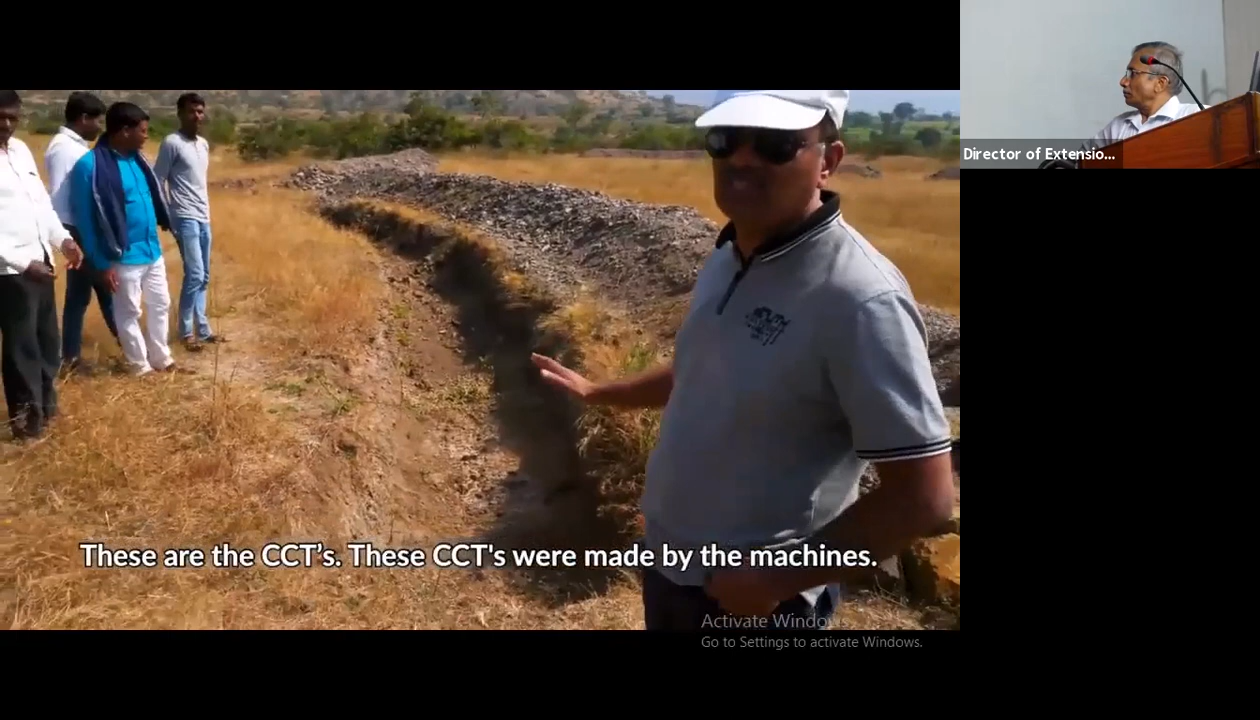 Director of Extensio...
These are the CCT's. These CCT's were made by the machines.
Activate Windows
Go to Settings to activate Windows.